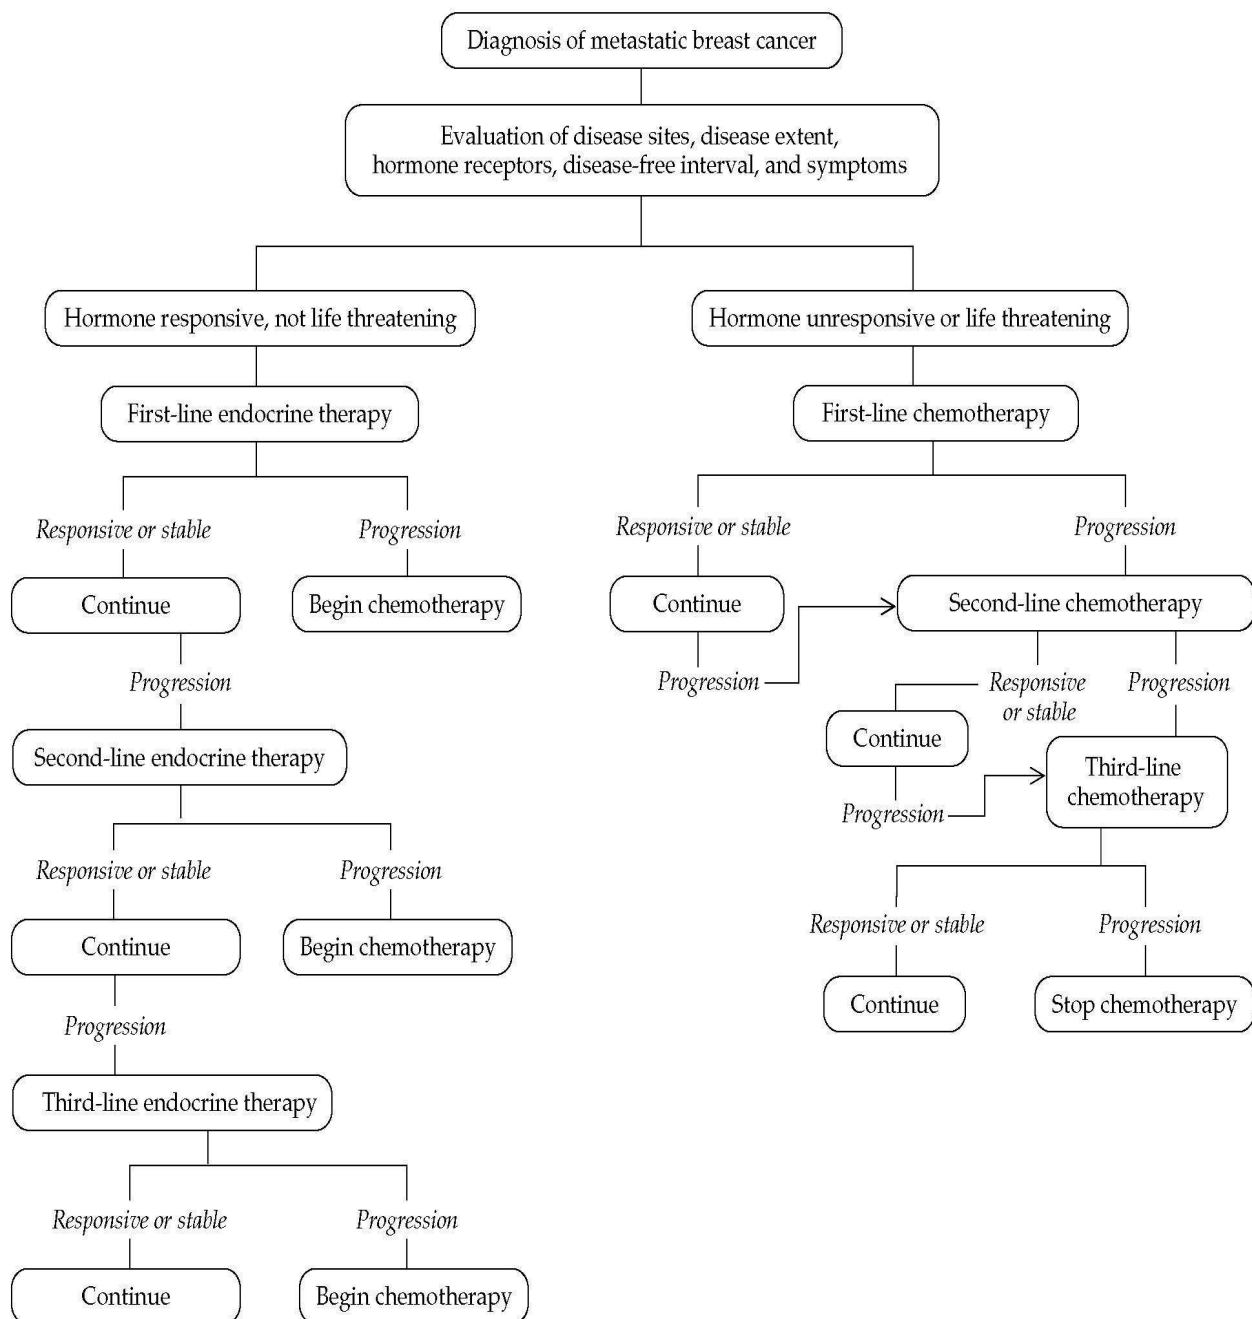 Diagnosis of metastatic breast cancer
Evaluation of disease sites, disease extent,
hormone receptors, disease-free interval, and symptoms
Hormone responsive, not life threatening
Hormone unresponsive or life threatening
First-line endocrine therapy
First-line chemotherapy
Responsive or stable
Progression
Responsive or stable
Progression
Continue
Begin chemotherapy
Continue
Second-line chemotherapy
Progression
Progression
Responsive
or stable
Progression
Second-line endocrine therapy
Continue
Third-line
chemotherapy
Progression
Responsive or stable
Progression
Responsive or stable
Progression
Continue
Begin chemotherapy
Continue
Stop chemotherapy
Progression
Third-line endocrine therapy
Responsive or stable
Progression
Continue
Begin chemotherapy